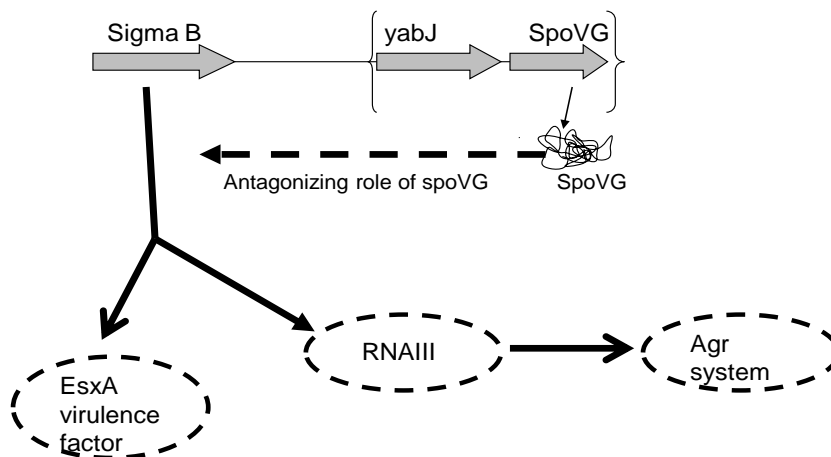 Sigma B
yabJ
SpoVG
Antagonizing role of spoVG
SpoVG
RNAIII
Agr
system
EsxA
virulence
factor